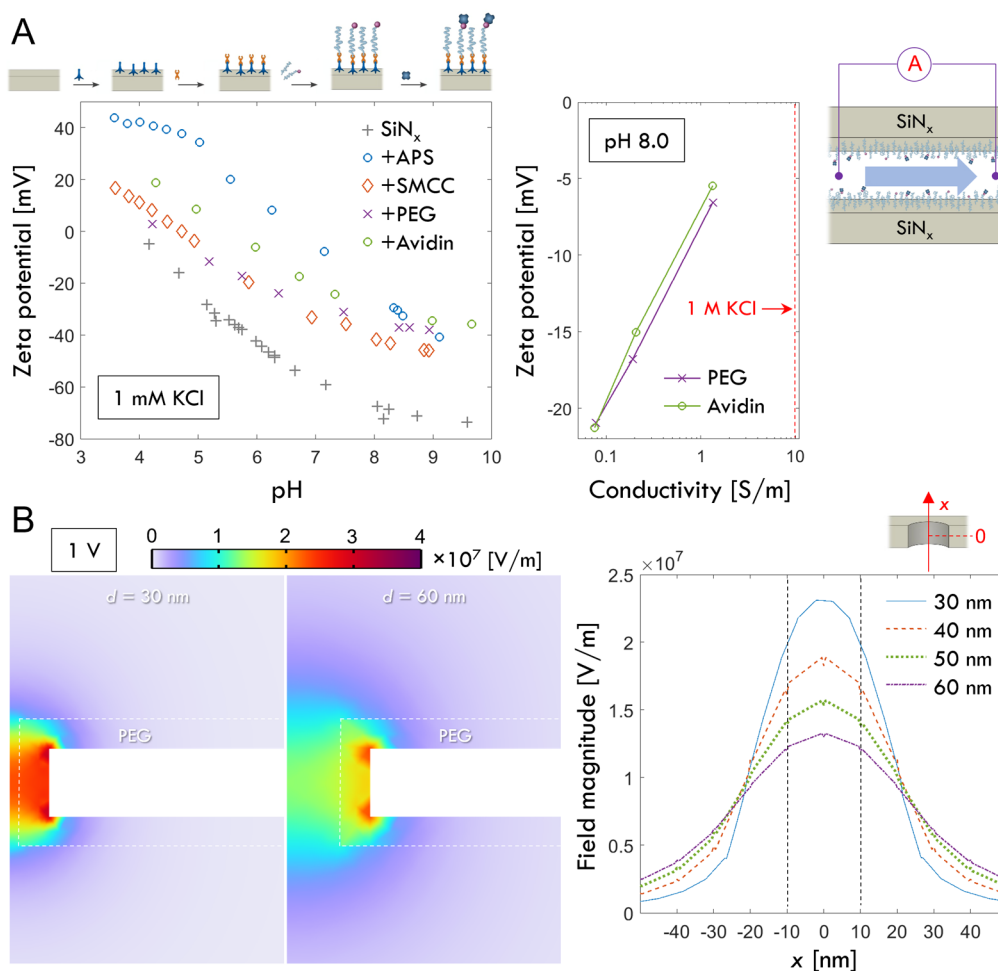 A
Zeta potential [mV]
40
20
0
-20
-40
-60
-80
SiNx
+APS
+SMCC
+PEG
+Avidin
1 mM KCl
3
4
5
6
7
8
9
10
pH
Zeta potential [mV]
0
-5
-10
-15
-20
pH 8.0
1 M KCl
PEG
Avidin
0.1
1
10
Conductivity [S/m]
A
SiNx
SiNx
B
1 V
0
1
2
3
4
×10⁷ [V/m]
d = 30 nm
PEG
d = 60 nm
PEG
x
0
×10⁷
Field magnitude [V/m]
2.5
2.0
1.5
1.0
0.5
0
30 nm
40 nm
50 nm
60 nm
-40
-30
-20
-10
0
10
20
30
40
x [nm]